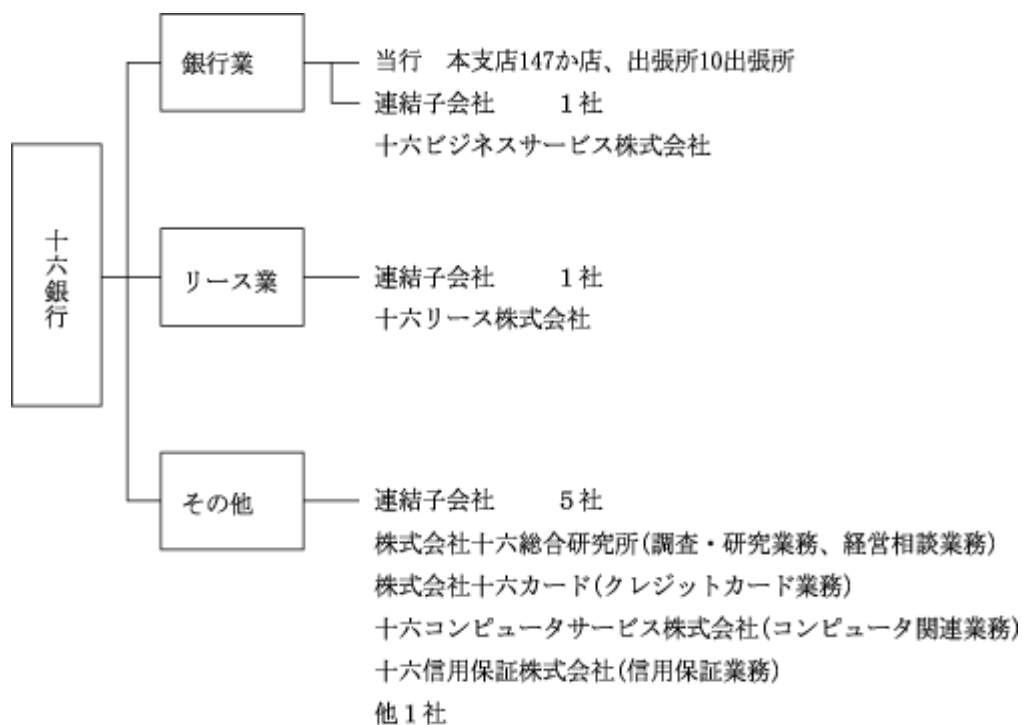 十六銀行
銀行業
当行　本支店147か店、出張所10出張所
連結子会社　　１社
十六ビジネスサービス株式会社
リース業
連結子会社　　１社
十六リース株式会社
その他
連結子会社　　５社
株式会社十六総合研究所(調査・研究業務、経営相談業務)
株式会社十六カード(クレジットカード業務)
十六コンピュータサービス株式会社(コンピュータ関連業務)
十六信用保証株式会社(信用保証業務)
他１社